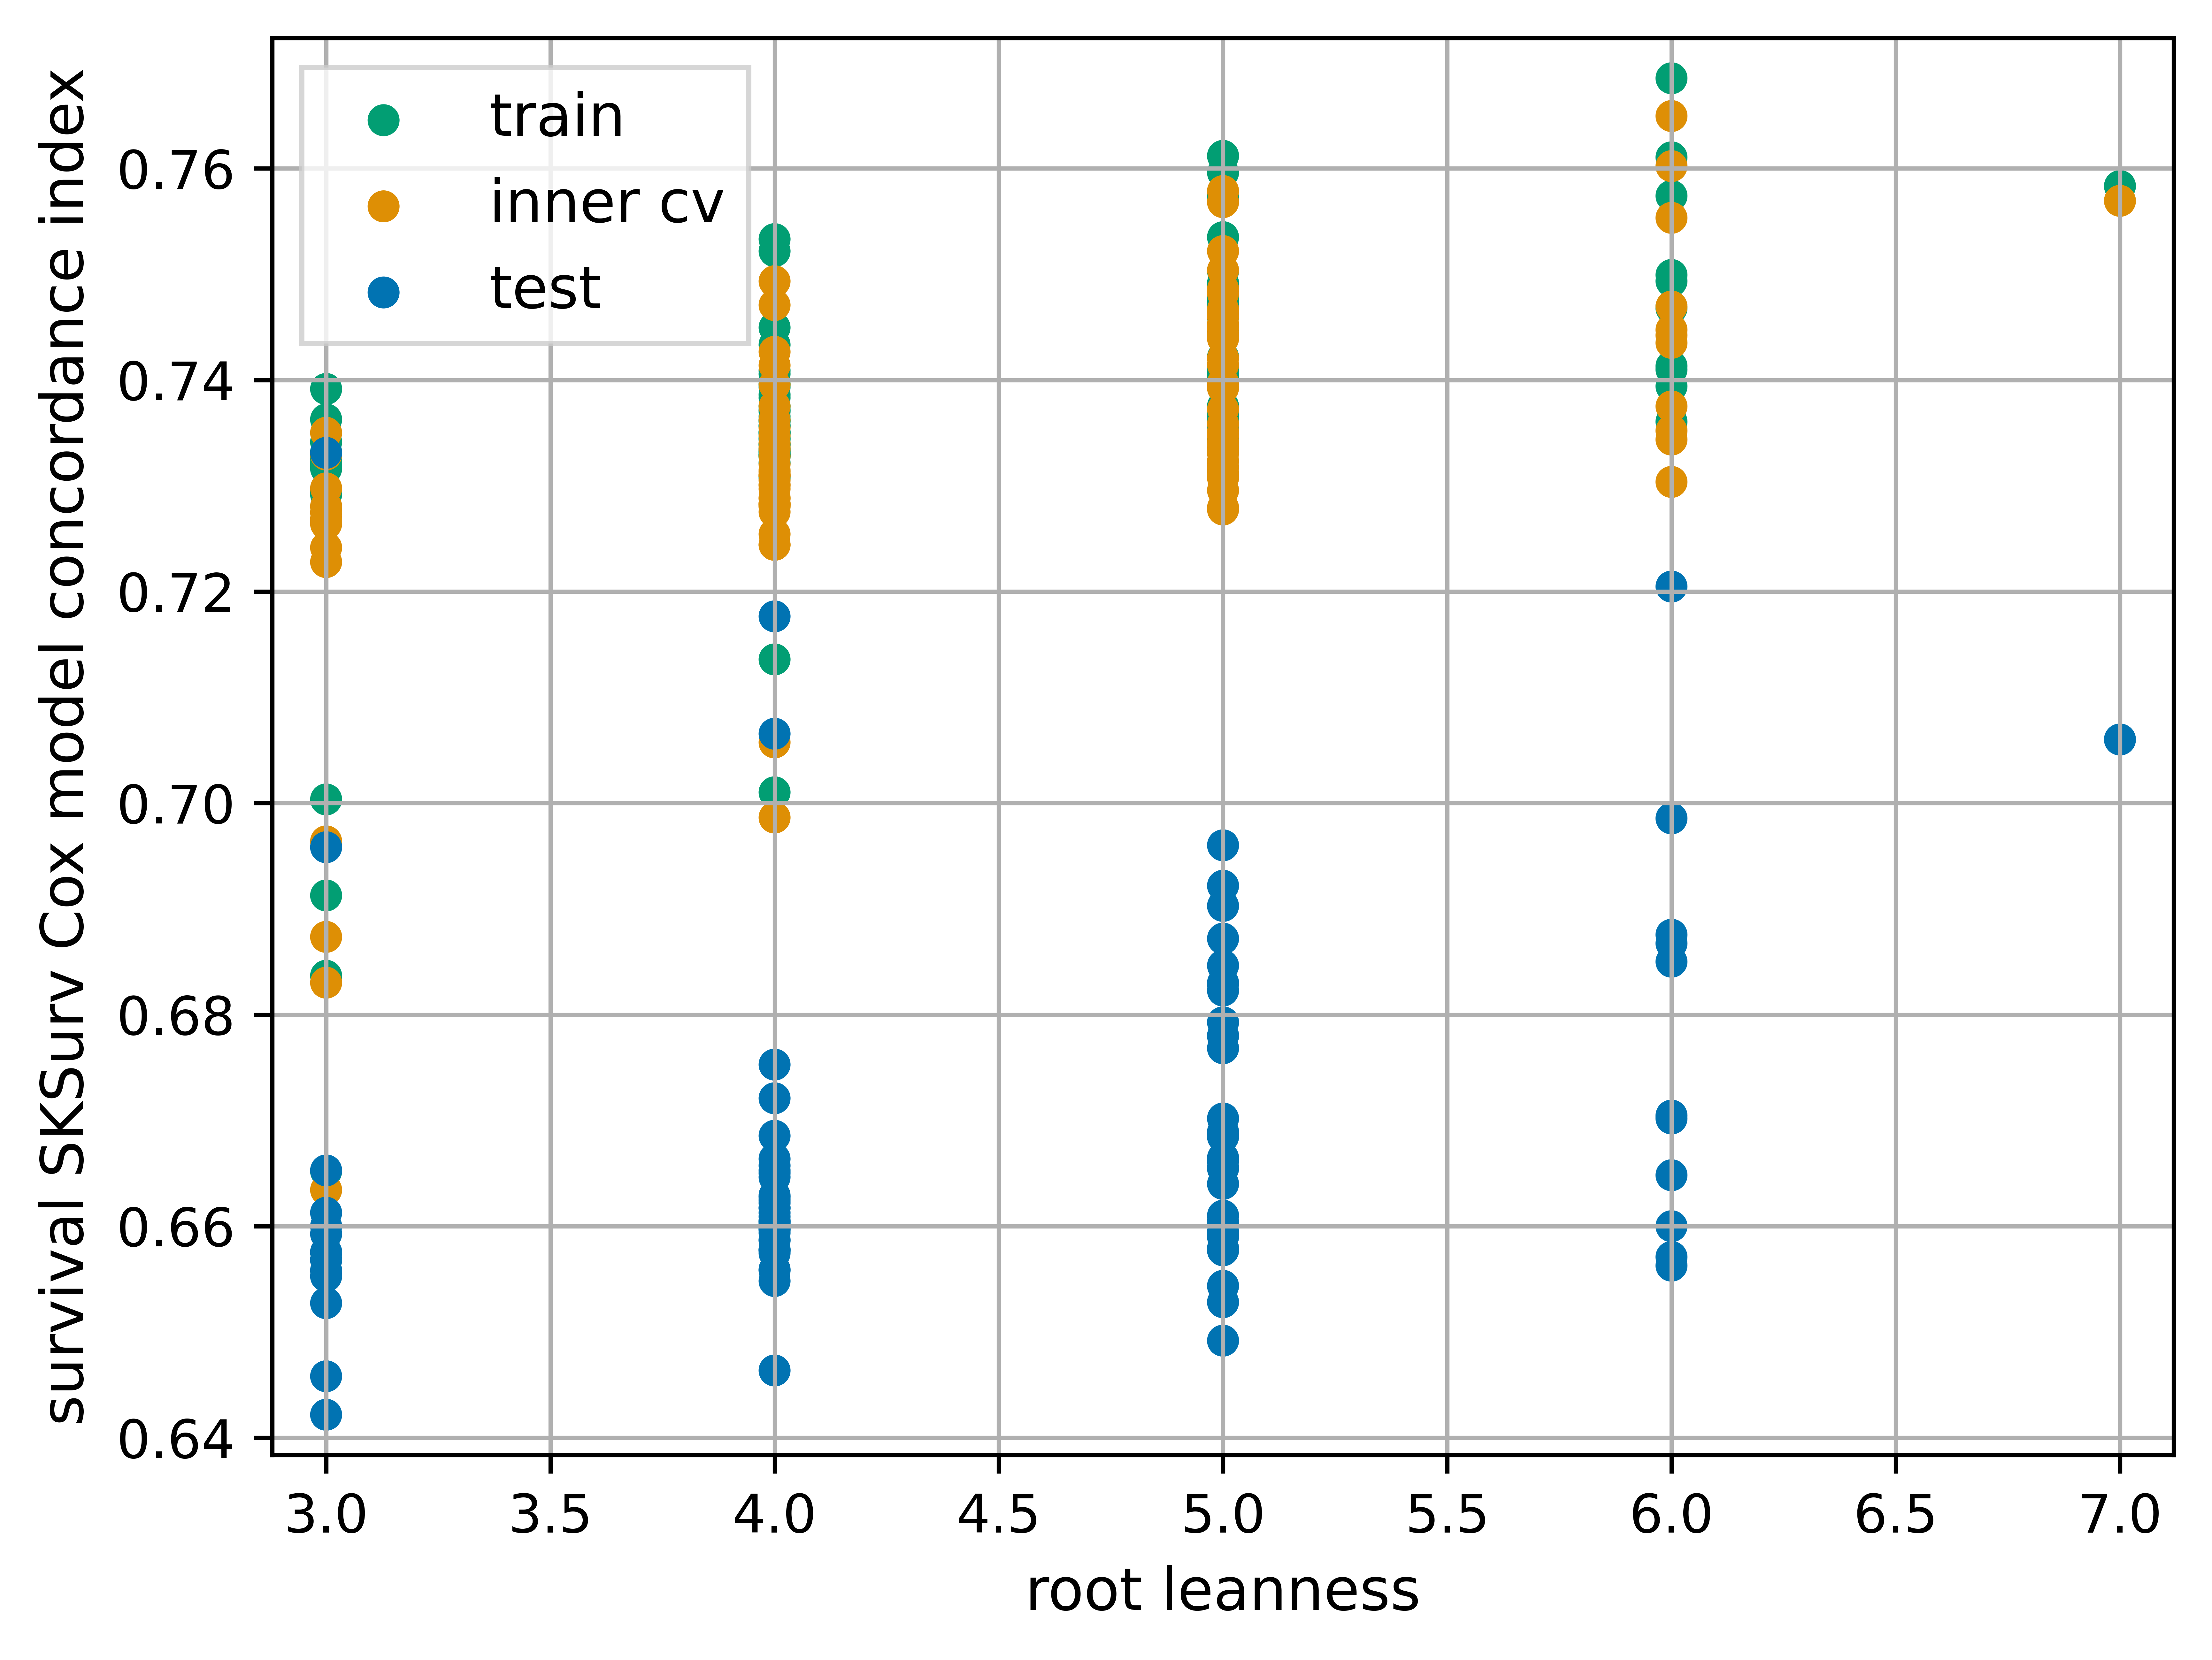 survival SKSurv Cox model concordance index
train
inner cv
test
0.76
0.74
0.72
0.70
0.68
0.66
0.64
3.0 3.5 4.0 4.5 5.0 5.5 6.0 6.5 7.0
root leanness